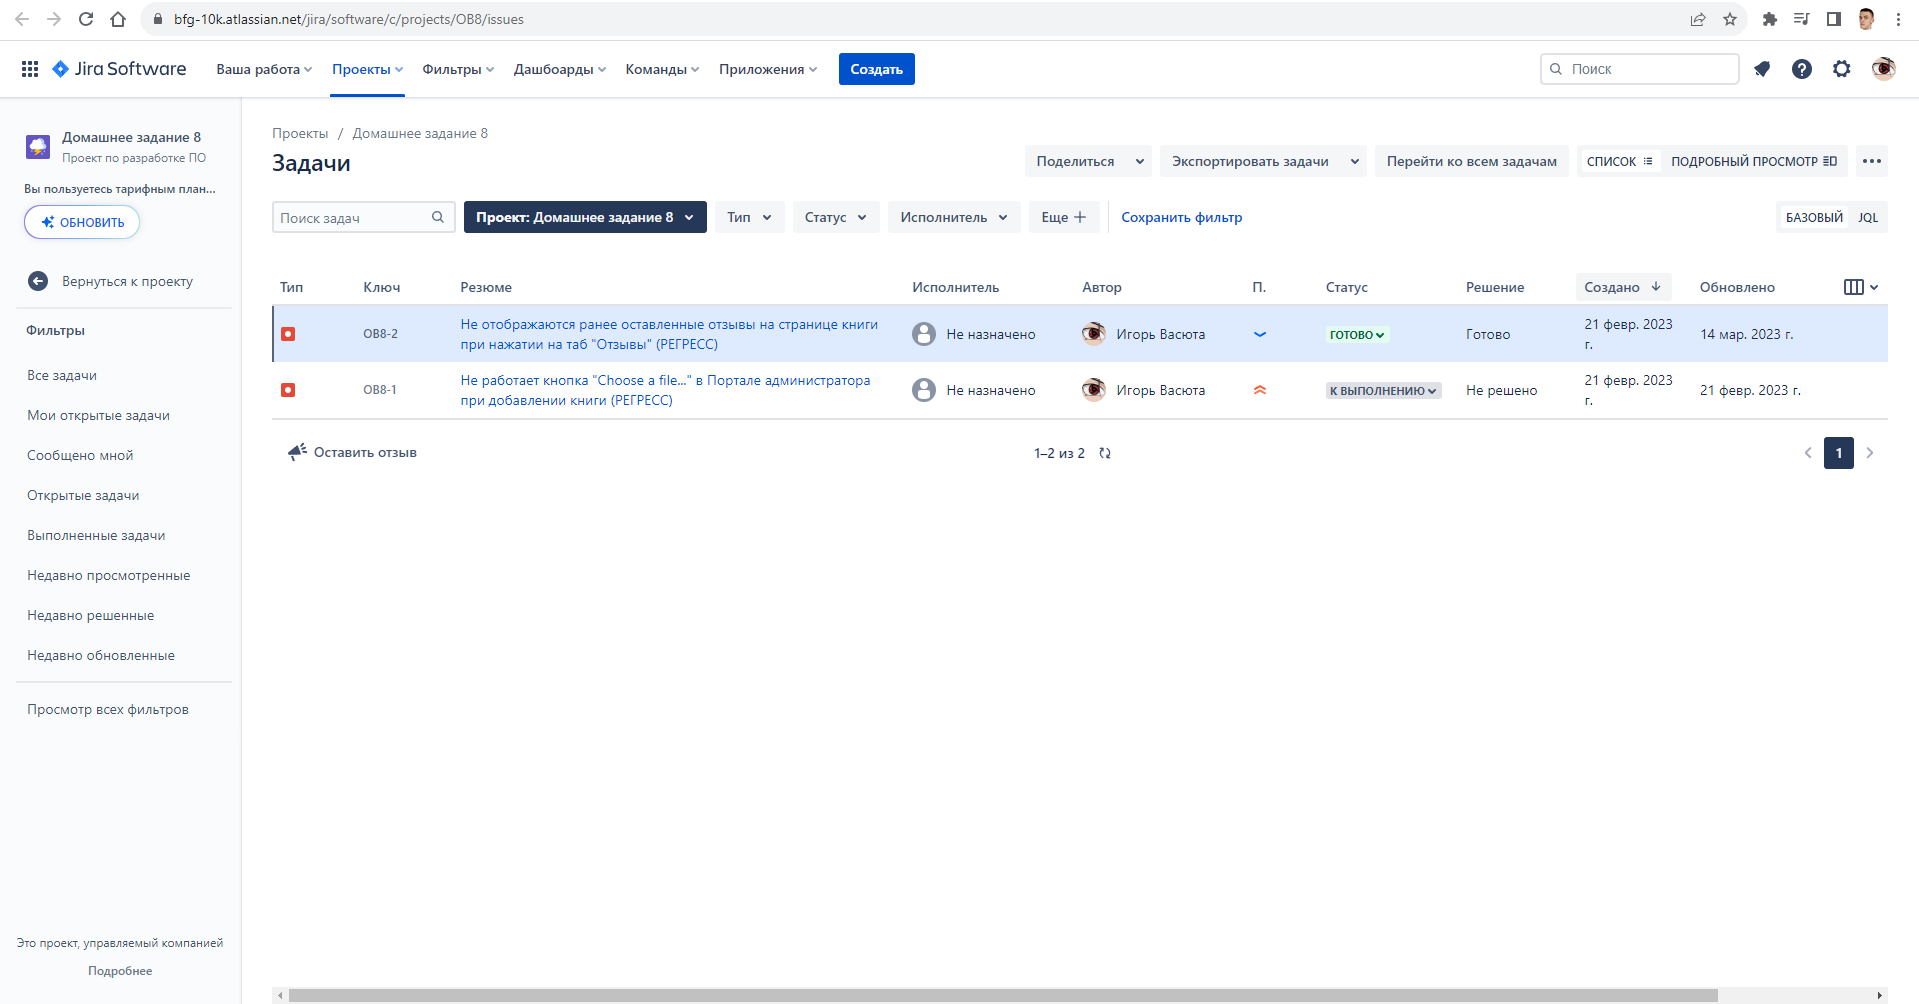 bfg-10k.atlassian.net/jira/software/c/projects/OB8/issues
Jira Software
Ваша работа
Проекты
Фильтры
Дашбоарды
Команды
Приложения
Создать
Поиск
Домашнее задание 8
Проект по разработке ПО
Вы пользуетесь тарифным план...
ОБНОВИТЬ
Вернуться к проекту
Фильтры
Все задачи
Мои открытые задачи
Сообщено мной
Открытые задачи
Выполненные задачи
Недавно просмотренные
Недавно решенные
Недавно обновленные
Просмотр всех фильтров
Это проект, управляемый компанией
Подробнее
Проекты / Домашнее задание 8
Задачи
Поделиться
Экспортировать задачи
Перейти ко всем задачам
СПИСОК
ПОДРОБНЫЙ ПРОСМОТР
Поиск задач
Проект: Домашнее задание 8
Тип
Статус
Исполнитель
Еще
Сохранить фильтр
БАЗОВЫЙ
JQL
Тип Ключ Резюме Исполнитель Автор П. Статус Решение Создано Обновлено
OB8-2
Не отображаются ранее оставленные отзывы на странице книги
при нажатии на таб "Отзывы" (РЕГРЕСС)
Не назначено
Игорь Васюта
ГОТОВО
Готово
21 февр. 2023
г.
14 мар. 2023 г.
OB8-1
Не работает кнопка "Choose a file..." в Портале администратора
при добавлении книги (РЕГРЕСС)
Не назначено
Игорь Васюта
К ВЫПОЛНЕНИЮ
Не решено
21 февр. 2023
г.
21 февр. 2023 г.
Оставить отзыв
1–2 из 2
1